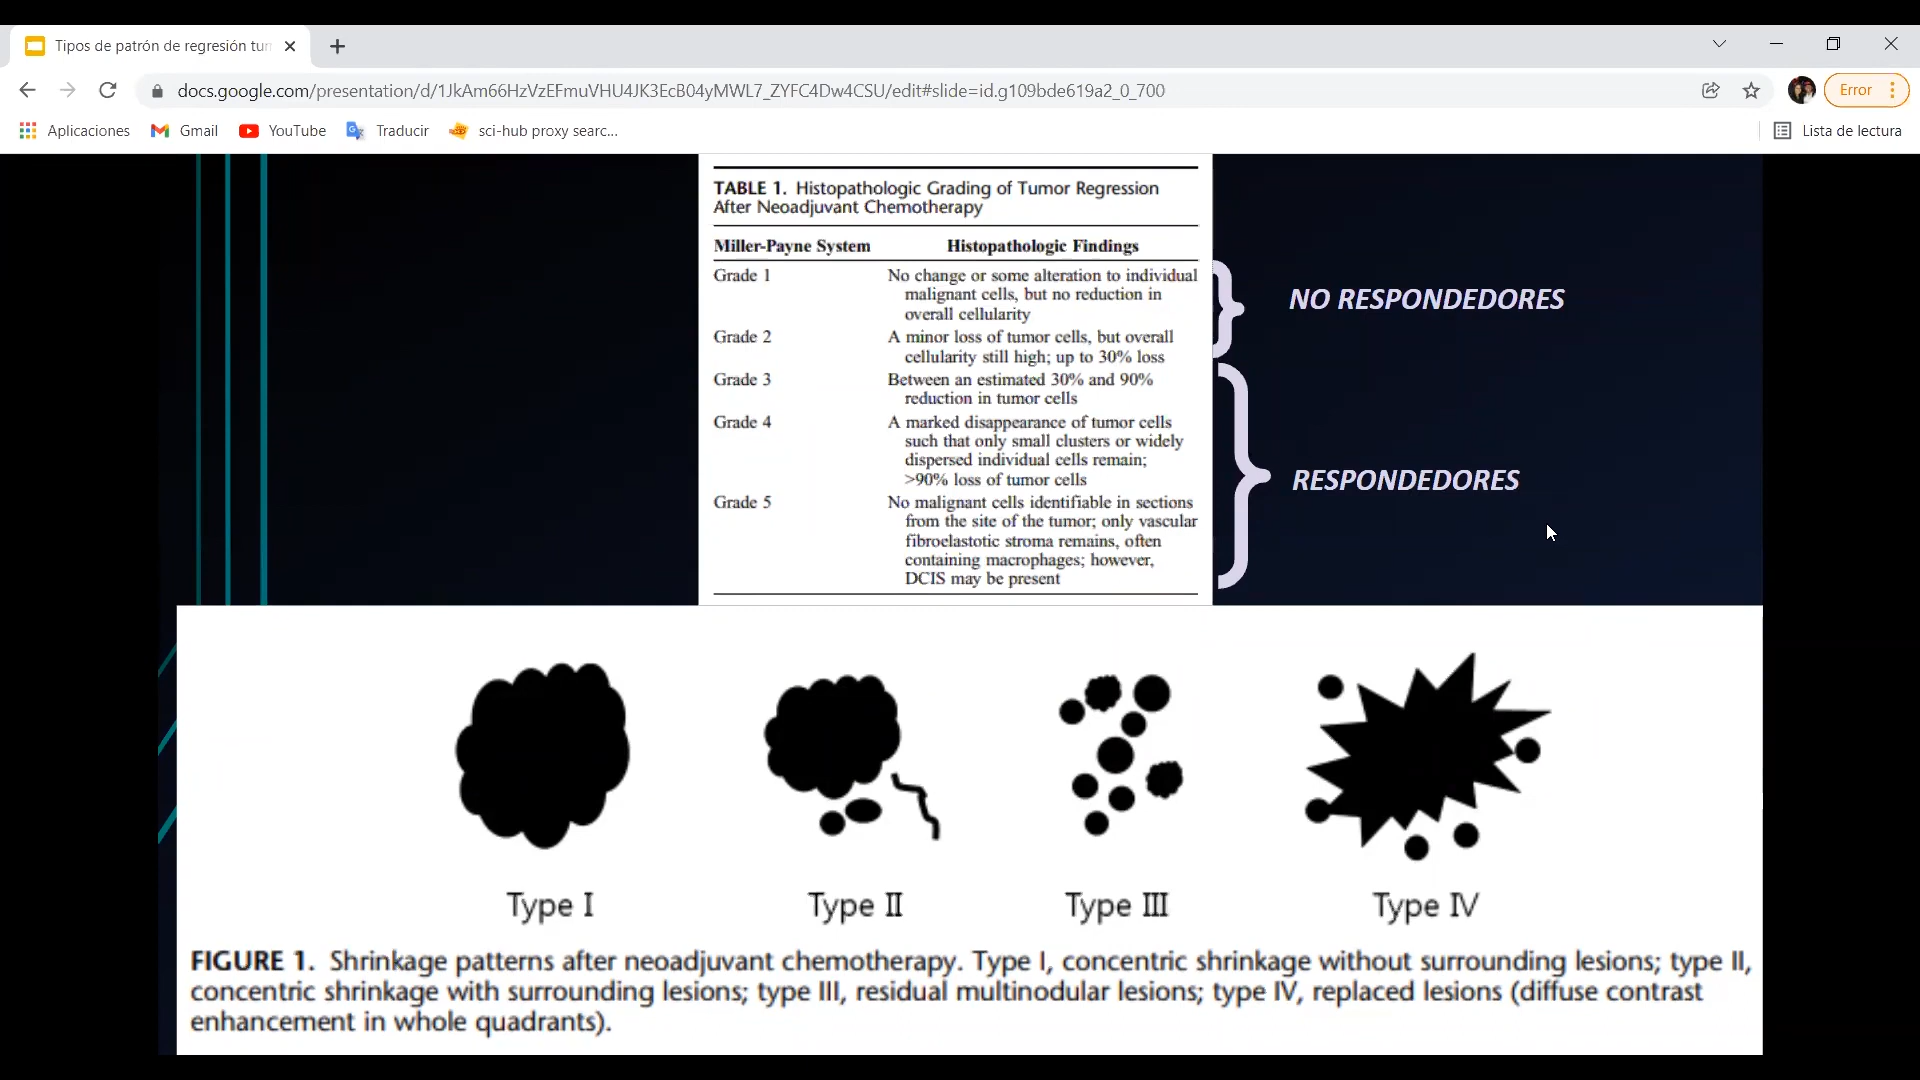 Tipos de patrón de regresión tum
docs.google.com/presentation/d/1JkAm66HzVzEFmuVHU4JK3EcB04yMWL7_ZYFC4Dw4CSU/edit#slide=id.g109bde619a2_0_700
Error
Aplicaciones
Gmail
YouTube
Traducir
sci-hub proxy searc...
Lista de lectura
TABLE 1. Histopathologic Grading of Tumor Regression
After Neoadjuvant Chemotherapy
Miller-Payne System Histopathologic Findings
Grade 1 No change or some alteration to individual
malignant cells, but no reduction in
overall cellularity
Grade 2 A minor loss of tumor cells, but overall
cellularity still high; up to 30% loss
Grade 3 Between an estimated 30% and 90%
reduction in tumor cells
Grade 4 A marked disappearance of tumor cells
such that only small clusters or widely
dispersed individual cells remain;
>90% loss of tumor cells
Grade 5 No malignant cells identifiable in sections
from the site of the tumor; only vascular
fibroelastotic stroma remains, often
containing macrophages; however,
DCIS may be present
NO RESPONDEDORES
RESPONDEDORES
Type I
Type II
Type III
Type IV
FIGURE 1. Shrinkage patterns after neoadjuvant chemotherapy. Type I, concentric shrinkage without surrounding lesions; type II,
concentric shrinkage with surrounding lesions; type III, residual multinodular lesions; type IV, replaced lesions (diffuse contrast
enhancement in whole quadrants).